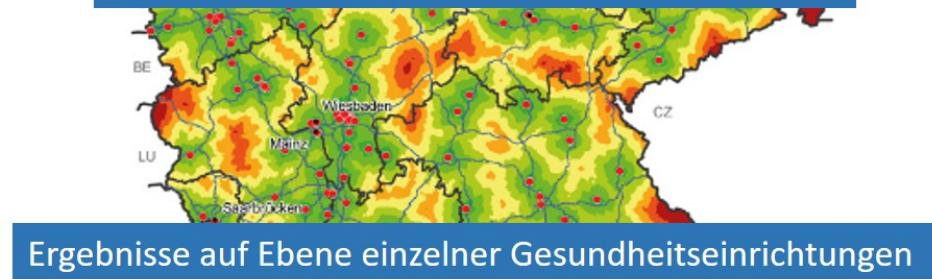 BE
Wiesbaden
CZ
Mainz
LU
Saarbrücken
Ergebnisse auf Ebene einzelner Gesundheitseinrichtungen